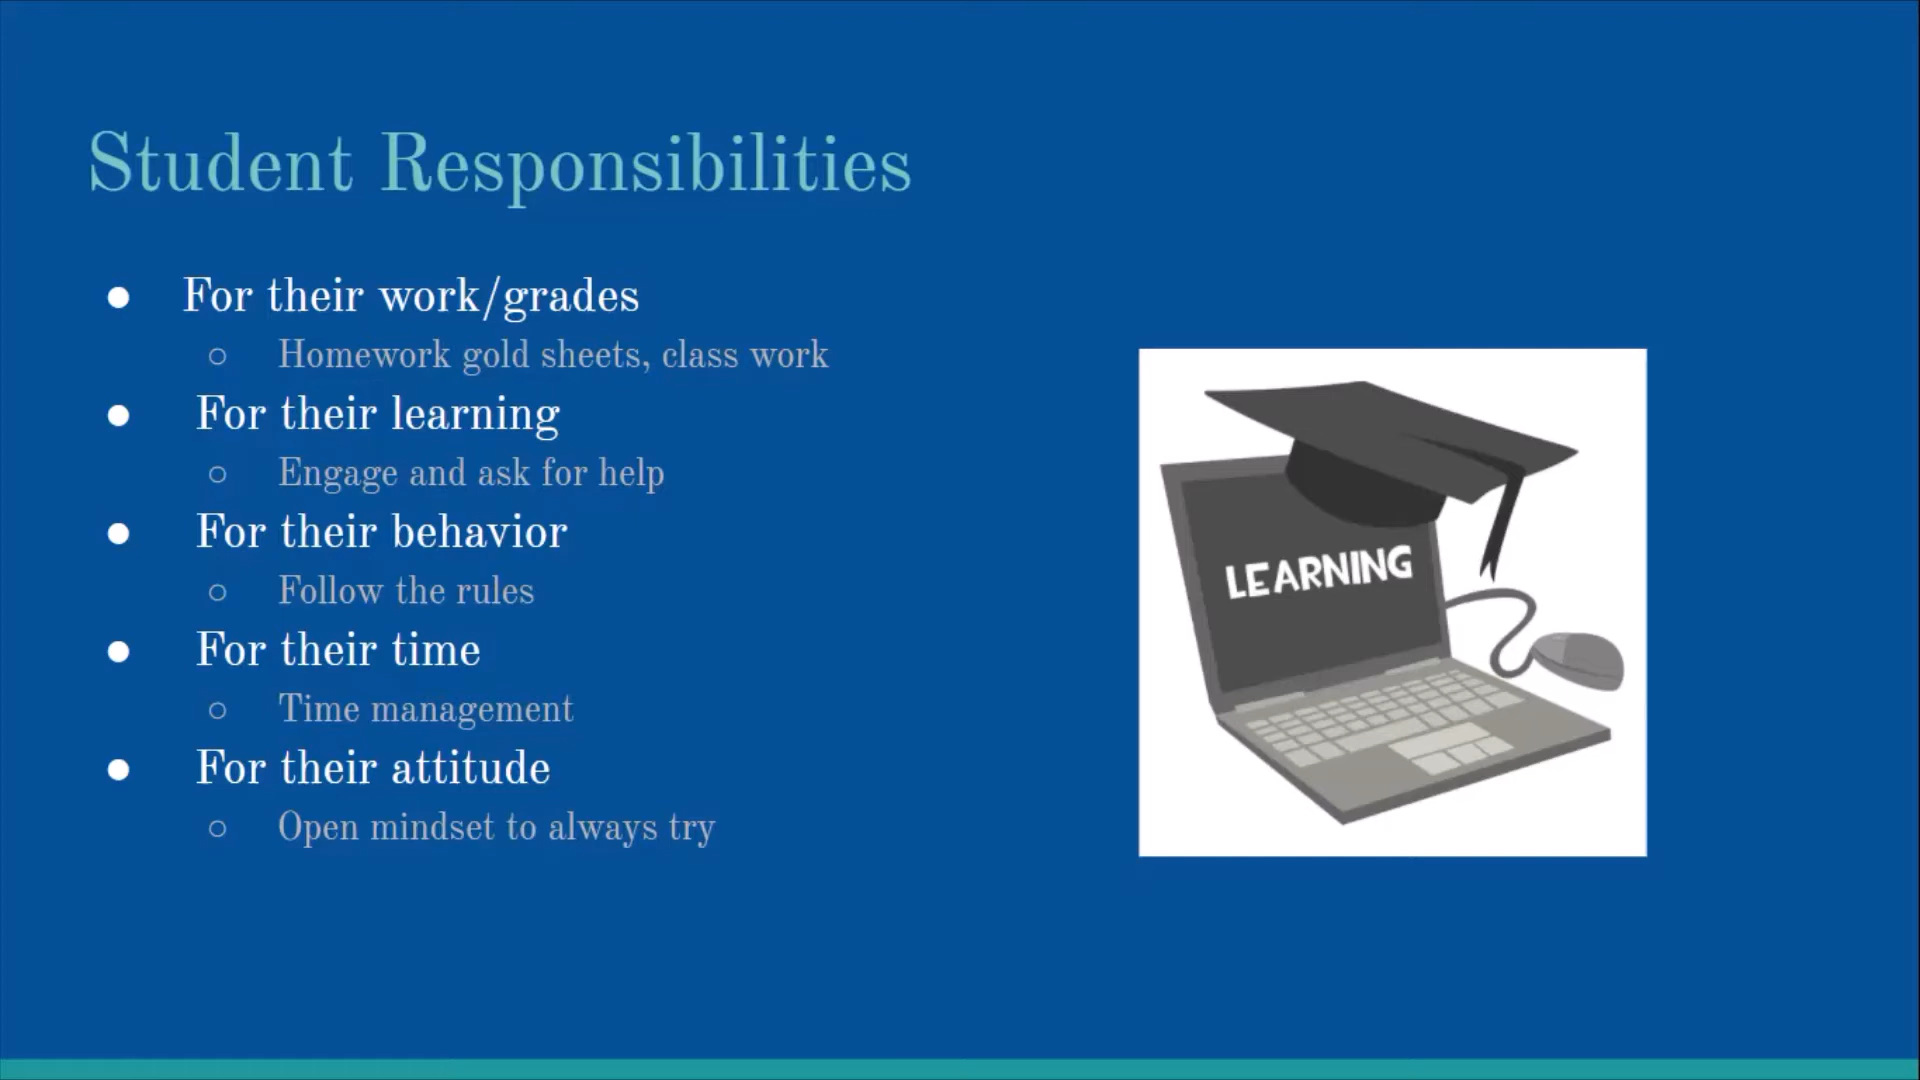 Student Responsibilities
● For their work/grades
○ Homework gold sheets, class work
● For their learning
○ Engage and ask for help
● For their behavior
○ Follow the rules
● For their time
○ Time management
● For their attitude
○ Open mindset to always try
LEARNING